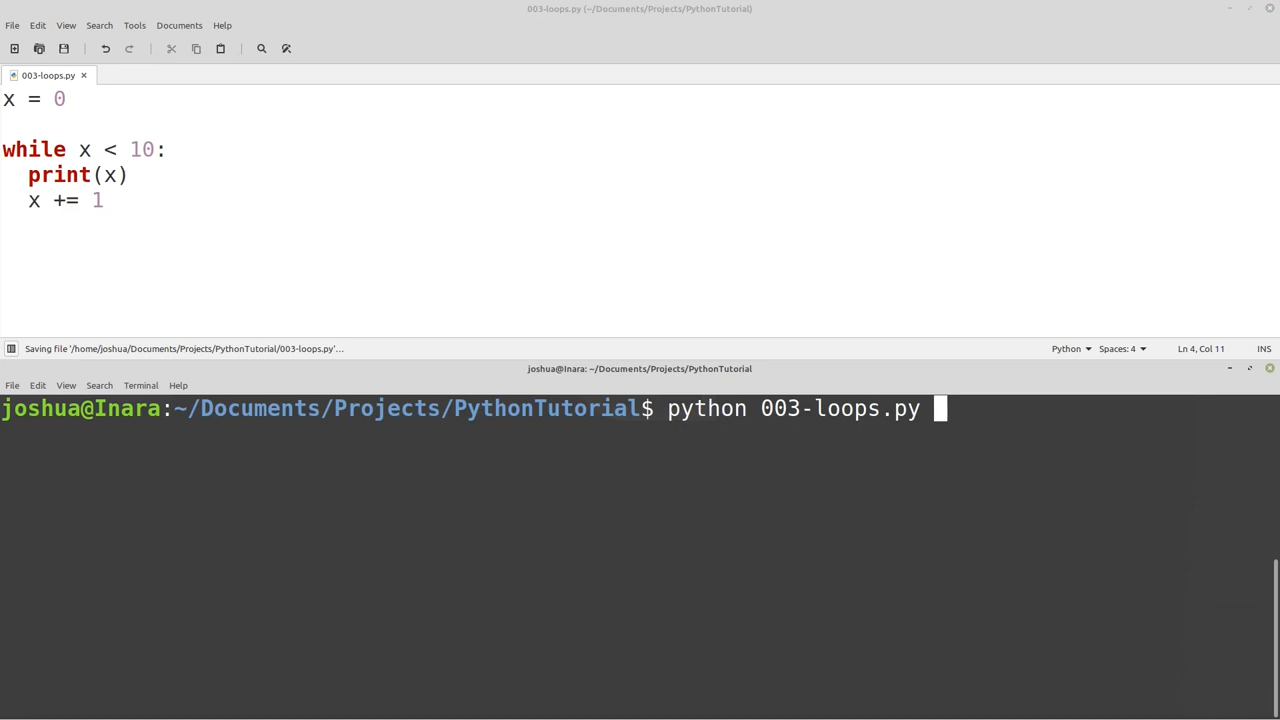 003-loops.py (~/Documents/Projects/PythonTutorial)
File Edit View Search Tools Documents Help
003-loops.py
x = 0
while x < 10:
print(x)
x += 1
Saving file '/home/joshua/Documents/Projects/PythonTutorial/003-loops.py'… Python Spaces: 4 Ln 4, Col 11 INS
joshua@Inara: ~/Documents/Projects/PythonTutorial
File Edit View Search Terminal Help
joshua@Inara:~/Documents/Projects/PythonTutorial$ python 003-loops.py